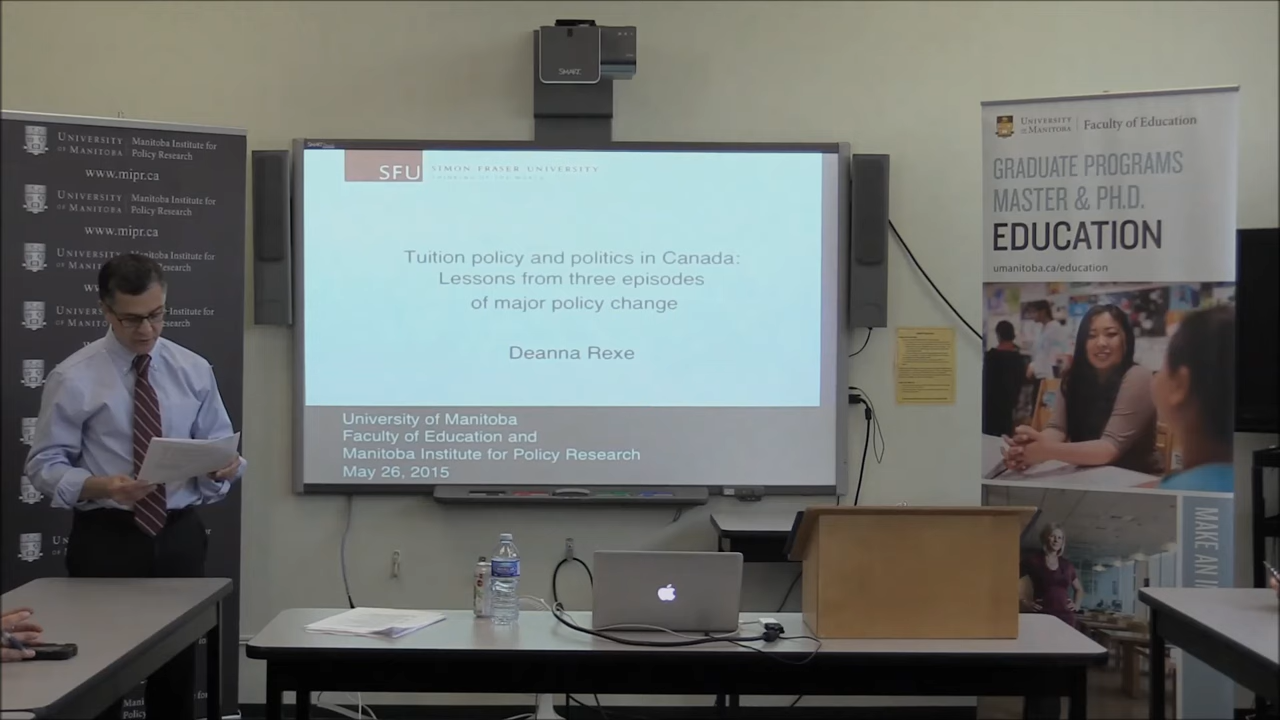 UNIVERSITY OF MANITOBA
Manitoba Institute for Policy Research
www.mipr.ca
UNIVERSITY OF MANITOBA
Manitoba Institute for Policy Research
www.mipr.ca
Manitoba Institute for
SMART
SFU SIMON FRASER UNIVERSITY
Tuition policy and politics in Canada:
Lessons from three episodes
of major policy change
Deanna Rexe
University of Manitoba
Faculty of Education and
Manitoba Institute for Policy Research
May 26, 2015
UNIVERSITY OF MANITOBA
Faculty of Education
GRADUATE PROGRAMS
MASTER & PH.D.
EDUCATION
umanitoba.ca/education
MAKE AN